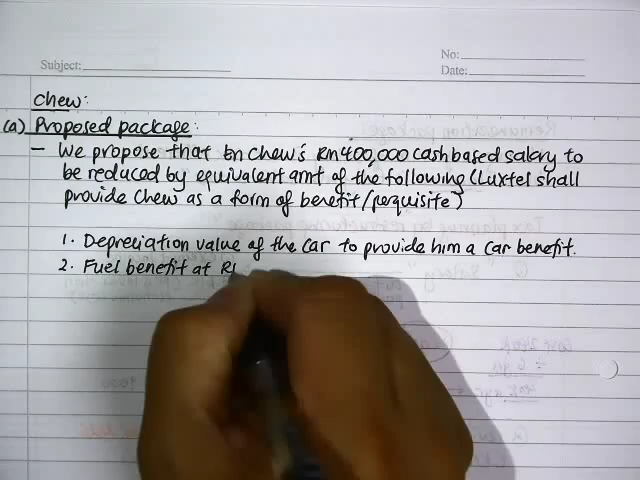 No:
Subject:
Date:
Chew:
(a) Proposed package:
- We propose that En Chew's RM400,000 cash based salary to
be reduced by equivalent amt of the following (Luxtel shall
provide Chew as a form of benefit/perquisite)
1. Depreciation value of the car to provide him a car benefit.
2. Fuel benefit at R